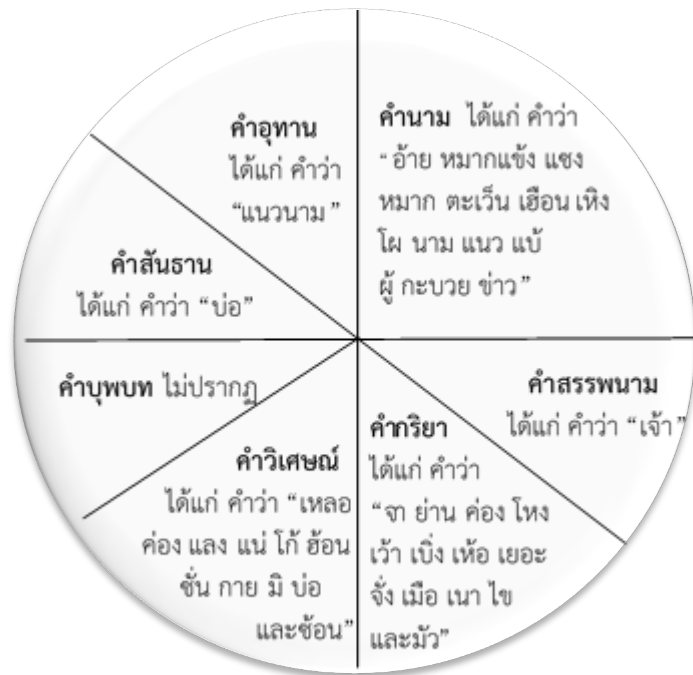 คำนาม ได้แก่ คำว่า
“อ้าย หมากแข้ง แซง
หมาก ตะเว็น เฮือน เหิง
โผ นาม แนว แบ้
ผู้ กะบวย ข่าว”
คำสรรพนาม
ได้แก่ คำว่า “เจ้า”
คำกริยา
ได้แก่ คำว่า
“จา ย่าน ค่อง โหง
เว้า เบิ่ง เห้อ เยอะ
จั่ง เมือ เนา ไข
และมัว”
คำวิเศษณ์
ได้แก่ คำว่า “เหลอ
ค่อง แลง แน่ โก้ ฮ้อน
ชั่น กาย มิ บ่อ
และซ้อน”
คำบุพบท ไม่ปรากฏ
คำสันธาน
ได้แก่ คำว่า “บ่อ”
คำอุทาน
ได้แก่ คำว่า
“แนวนาม”